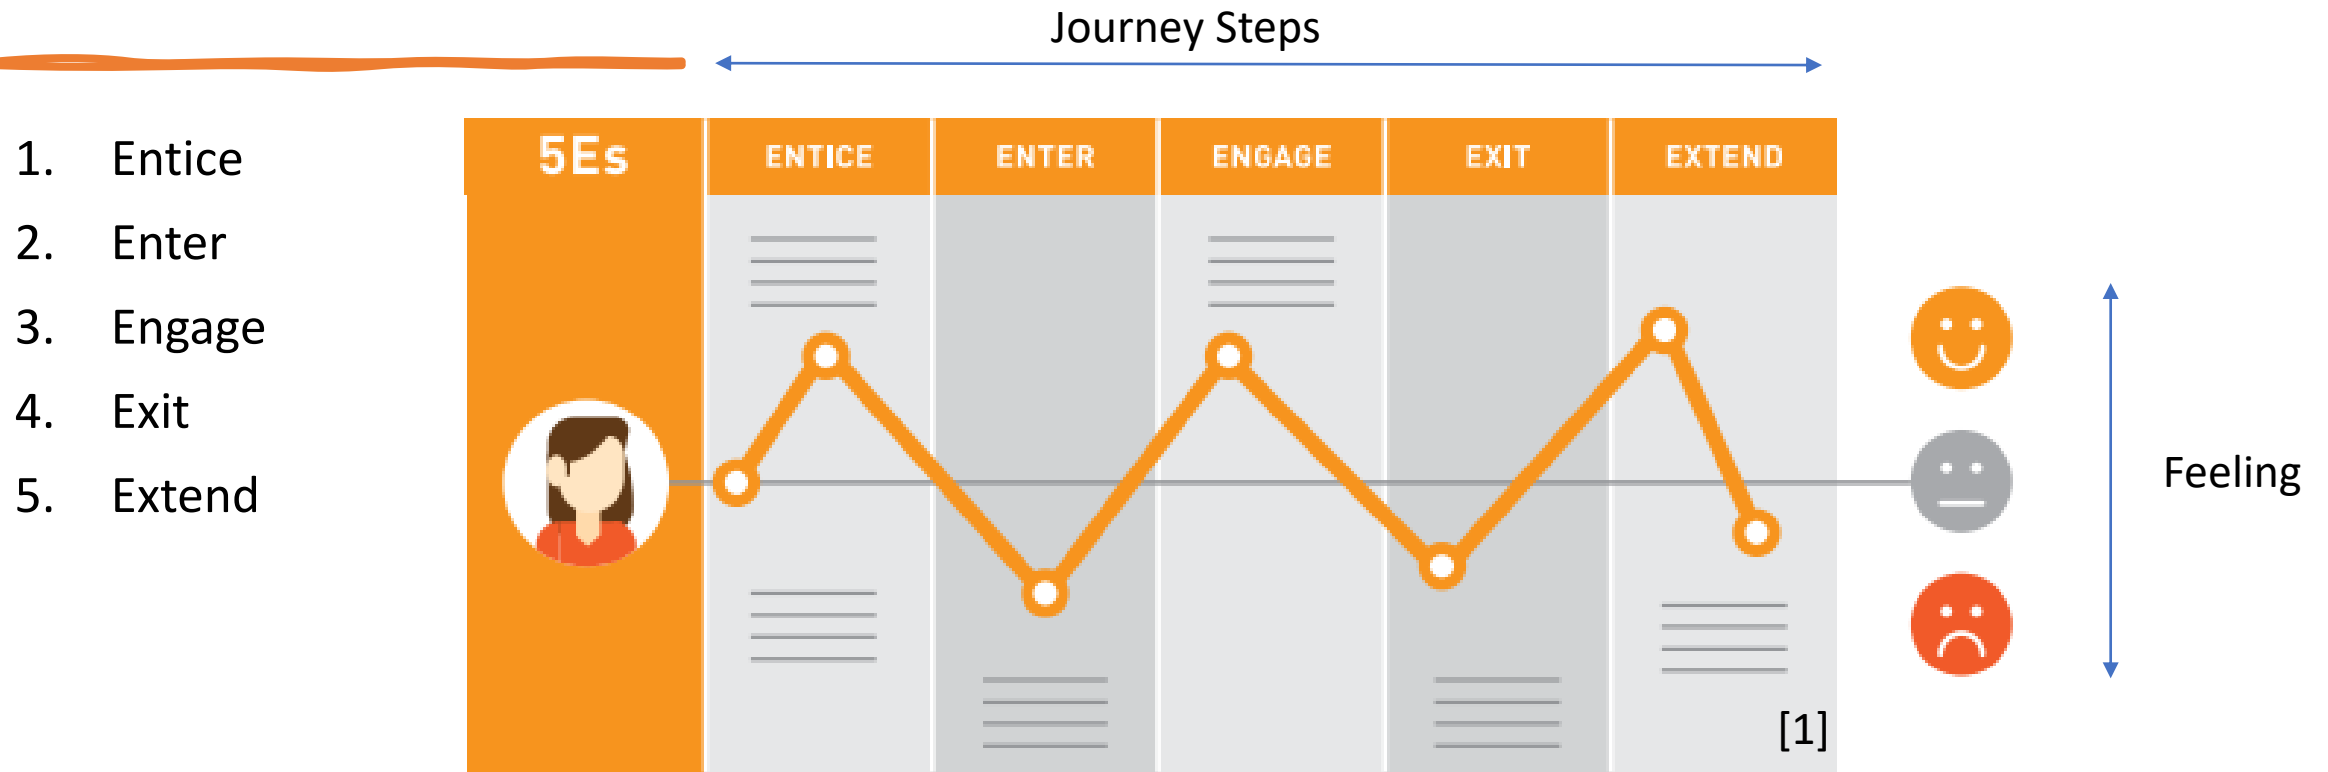 Journey Steps
1. Entice
2. Enter
3. Engage
4. Exit
5. Extend
5Es ENTICE ENTER ENGAGE EXIT EXTEND
Feeling
[1]